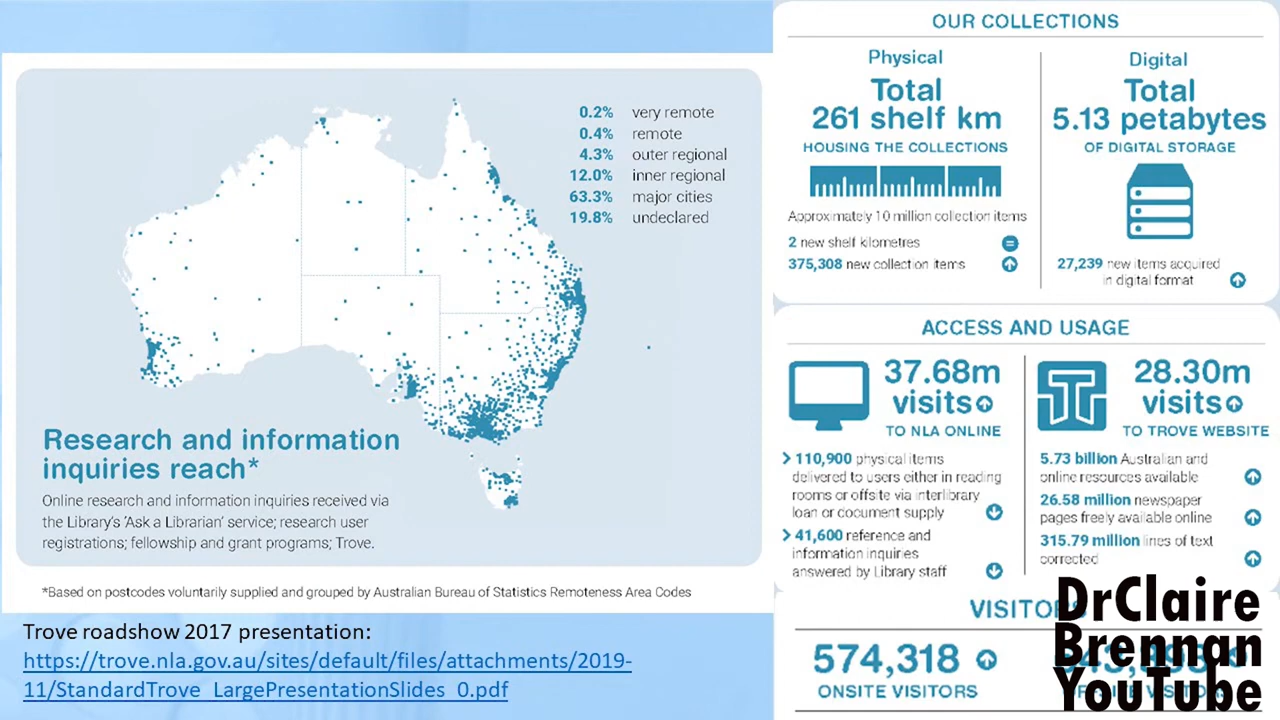 0.2% very remote
0.4% remote
4.3% outer regional
12.0% inner regional
63.3% major cities
19.8% undeclared
Research and information
inquiries reach*
Online research and information inquiries received via
the Library's 'Ask a Librarian' service; research user
registrations; fellowship and grant programs; Trove.
*Based on postcodes voluntarily supplied and grouped by Australian Bureau of Statistics Remoteness Area Codes
Trove roadshow 2017 presentation:
https://trove.nla.gov.au/sites/default/files/attachments/2019-
11/StandardTrove_LargePresentationSlides_0.pdf
OUR COLLECTIONS
Physical
Total
261 shelf km
HOUSING THE COLLECTIONS
Approximately 10 million collection items
2 new shelf kilometres
375,308 new collection items
Digital
Total
5.13 petabytes
OF DIGITAL STORAGE
27,239 new items acquired
in digital format
ACCESS AND USAGE
37.68m
visits
TO NLA ONLINE
110,900 physical items
delivered to users either in reading
rooms or offsite via interlibrary
loan or document supply
41,600 reference and
information inquiries
answered by Library staff
28.30m
visits
TO TROVE WEBSITE
5.73 billion Australian and
online resources available
26.58 million newspaper
pages freely available online
315.79 million lines of text
corrected
VISITORS
574,318
ONSITE VISITORS
DrClaire
Brennan
YouTube